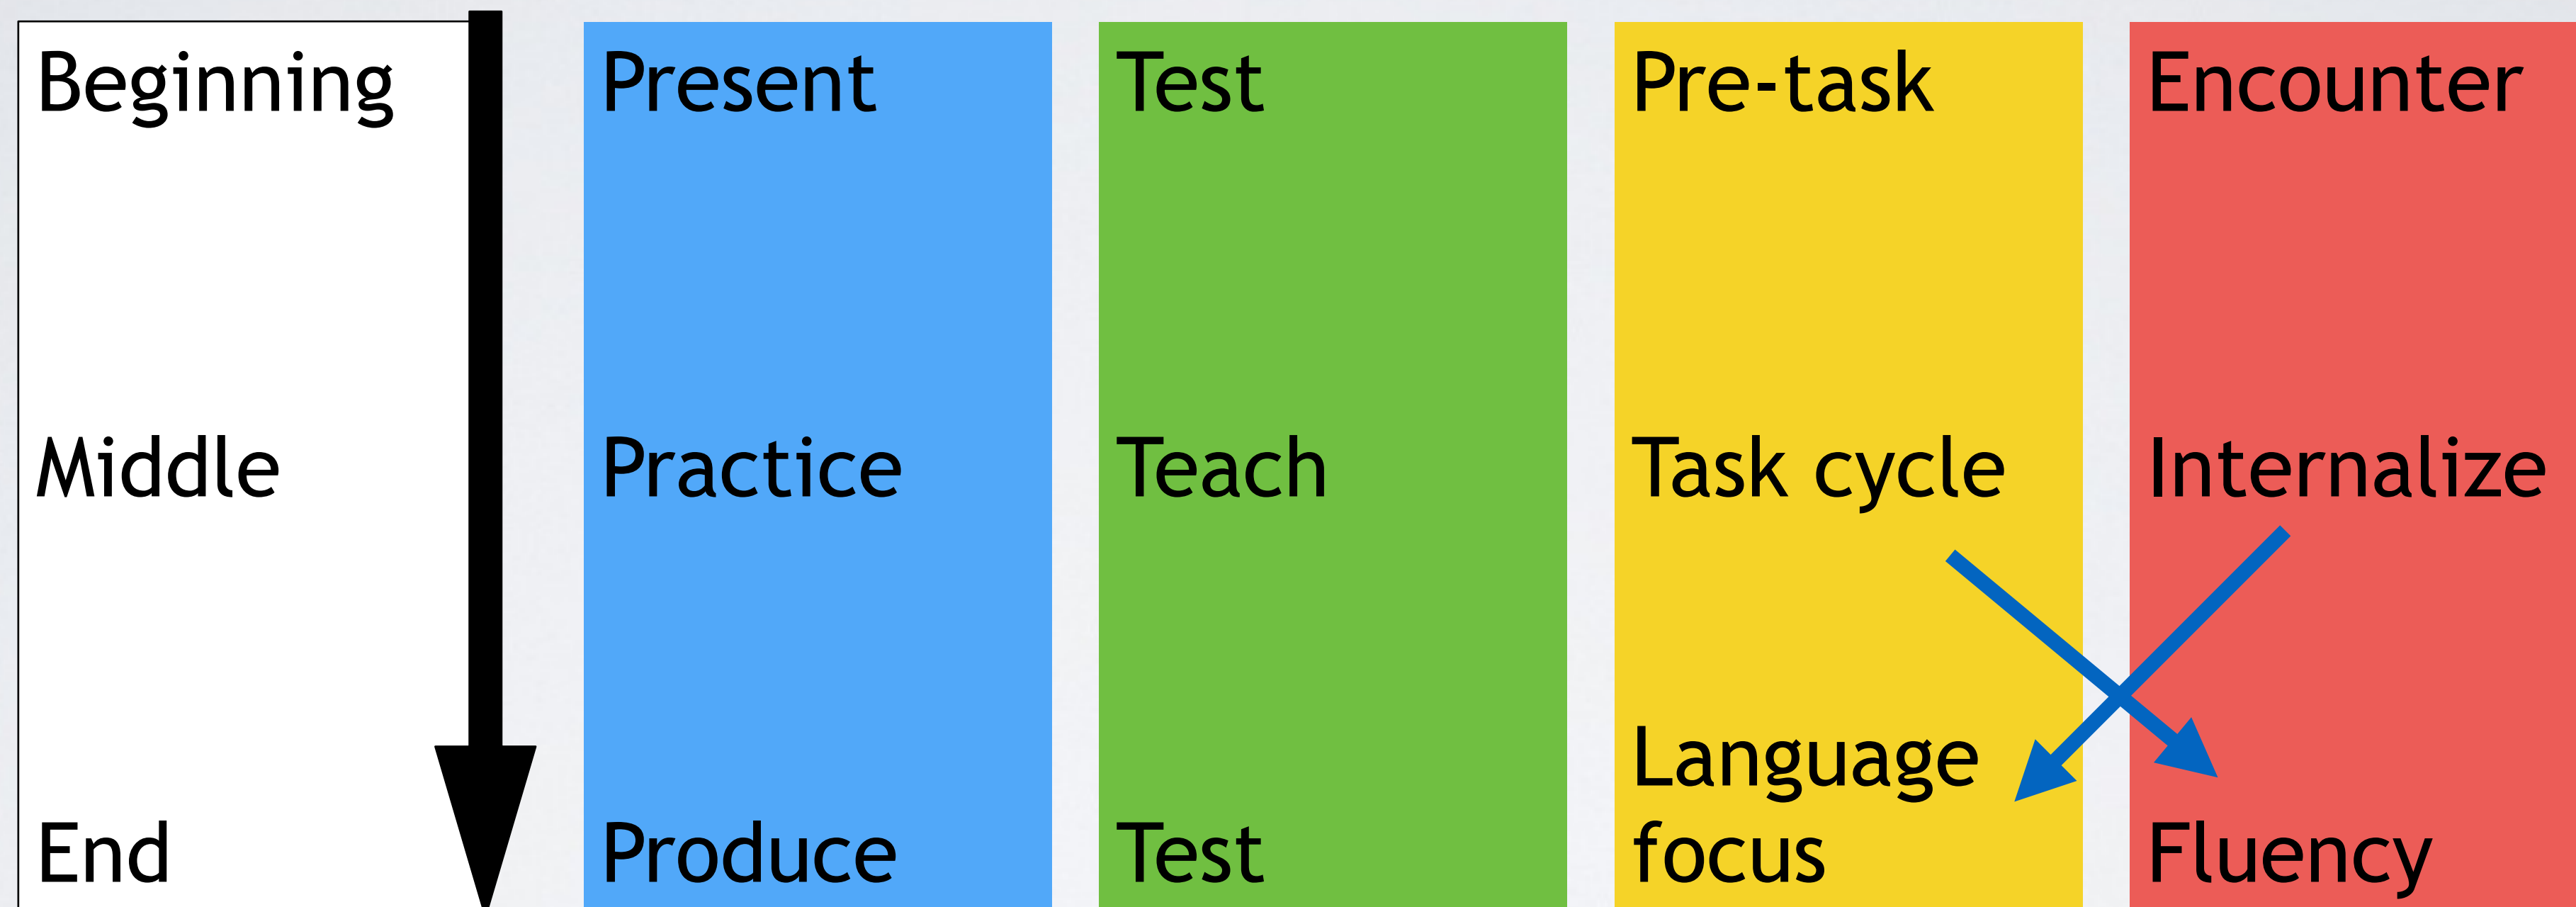 Beginning
Present
Test
Pre-task
Encounter
Middle
Practice
Teach
Task cycle
Internalize
End
Produce
Test
Language
focus
Fluency